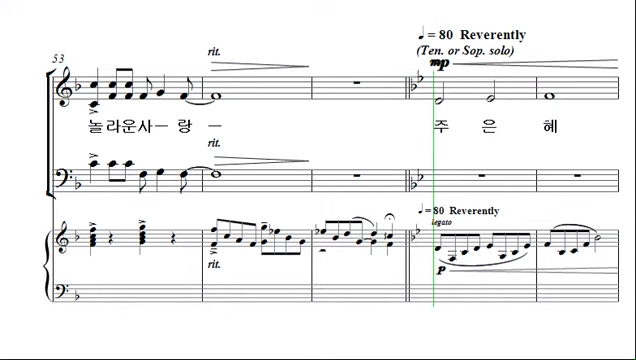 ♩= 80 Reverently
(Ten. or Sop. solo)
53
rit.
mp
놀라운사─랑─
주은혜
rit.
♩= 80 Reverently
legato
rit.
p